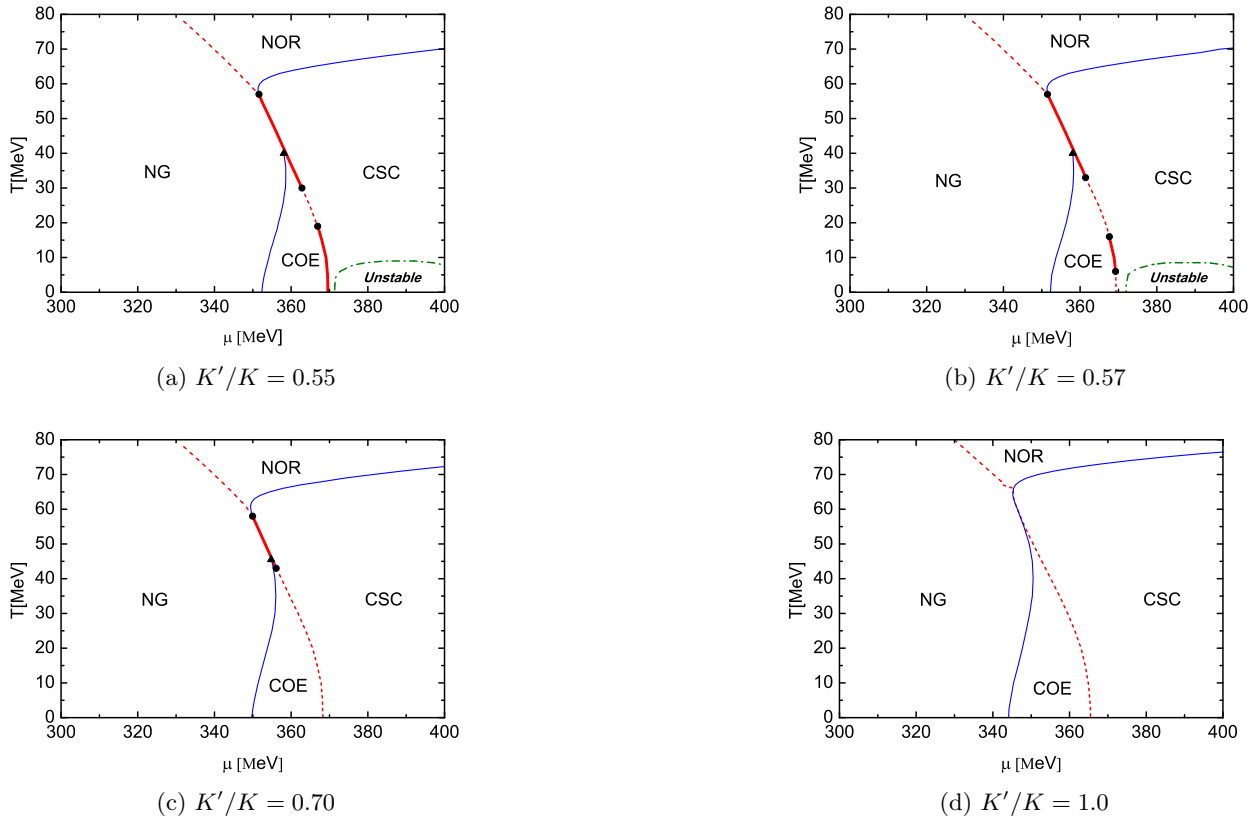 80
70
60
50
40
30
20
10
0
T[MeV]
NOR
NG
CSC
COE
Unstable
300 320 340 360 380 400
μ [MeV]
(a) K′/K = 0.55
80
70
60
50
40
30
20
10
0
T[MeV]
NOR
NG
CSC
COE
Unstable
300 320 340 360 380 400
μ [MeV]
(b) K′/K = 0.57
80
70
60
50
40
30
20
10
0
T[MeV]
NOR
NG
CSC
COE
300 320 340 360 380 400
μ [MeV]
(c) K′/K = 0.70
80
70
60
50
40
30
20
10
0
T[MeV]
NOR
NG
CSC
COE
300 320 340 360 380 400
μ [MeV]
(d) K′/K = 1.0